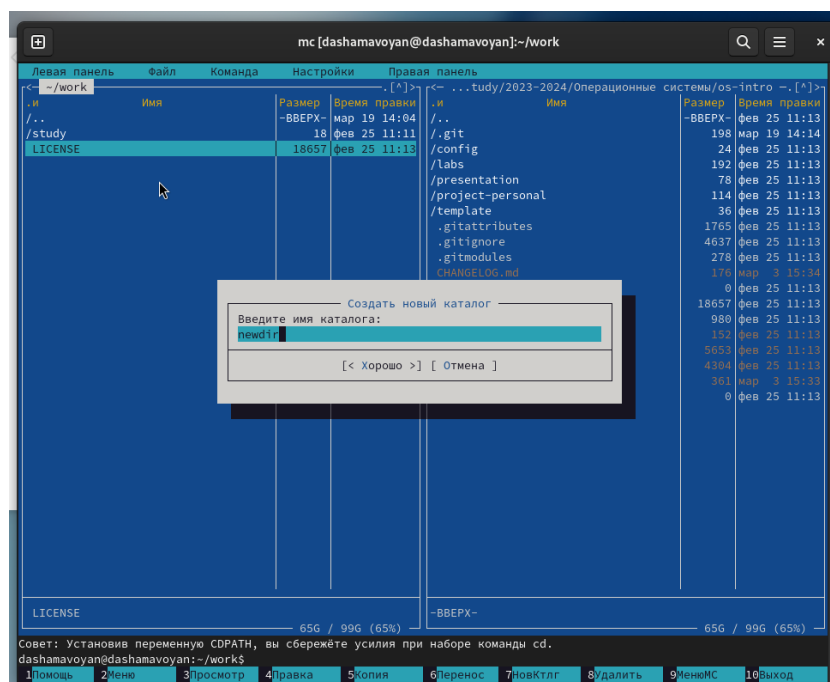 mc [dashamavoyan@dashamavoyan]:~/work
Левая панель Файл Команда Настройки Правая панель
<— ~/work .[^]> <— ...tudy/2023-2024/Операционные системы/os-intro —.[^]>
.и Имя Размер Время правки .и Имя Размер Время правки
/.. -ВВЕРХ- мар 19 14:04 /.. -ВВЕРХ- фев 25 11:13
/study 18 фев 25 11:11 /.git 198 мар 19 14:14
LICENSE 18657 фев 25 11:13 /config 24 фев 25 11:13
/labs 192 фев 25 11:13
/presentation 78 фев 25 11:13
/project-personal 114 фев 25 11:13
/template 36 фев 25 11:13
.gitattributes 1765 фев 25 11:13
.gitignore 4637 фев 25 11:13
.gitmodules 278 фев 25 11:13
CHANGELOG.md 176 мар 3 15:34
0 фев 25 11:13
Создать новый каталог 18657 фев 25 11:13
Введите имя каталога: 980 фев 25 11:13
newdir 152 фев 25 11:13
5653 фев 25 11:13
[< Хорошо >] [ Отмена ] 4304 фев 25 11:13
361 мар 3 15:33
0 фев 25 11:13
LICENSE -ВВЕРХ-
65G / 99G (65%) 65G / 99G (65%)
Совет: Установив переменную CDPATH, вы сбережёте усилия при наборе команды cd.
dashamavoyan@dashamavoyan:~/work$
1Помощь 2Меню 3Просмотр 4Правка 5Копия 6Перенос 7НовКтлг 8Удалить 9МенюМС 10Выход